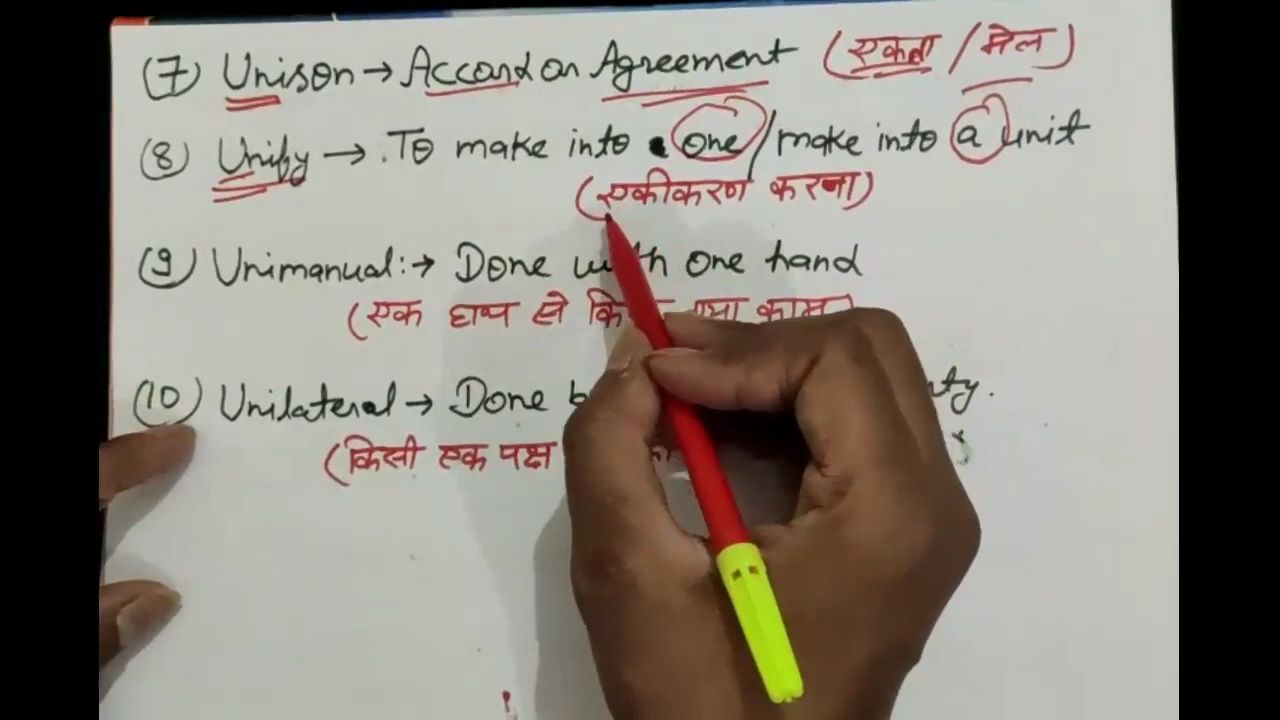 (7) Unison → Accord or Agreement (एकता / मेल)
(8) Unify → .To make into one / make into a unit
(एकीकरण करना)
(9) Unimanual:→ Done with one hand
(एक हाथ से काम)
(10) Unilateral → Done
(किसी एक पक्ष